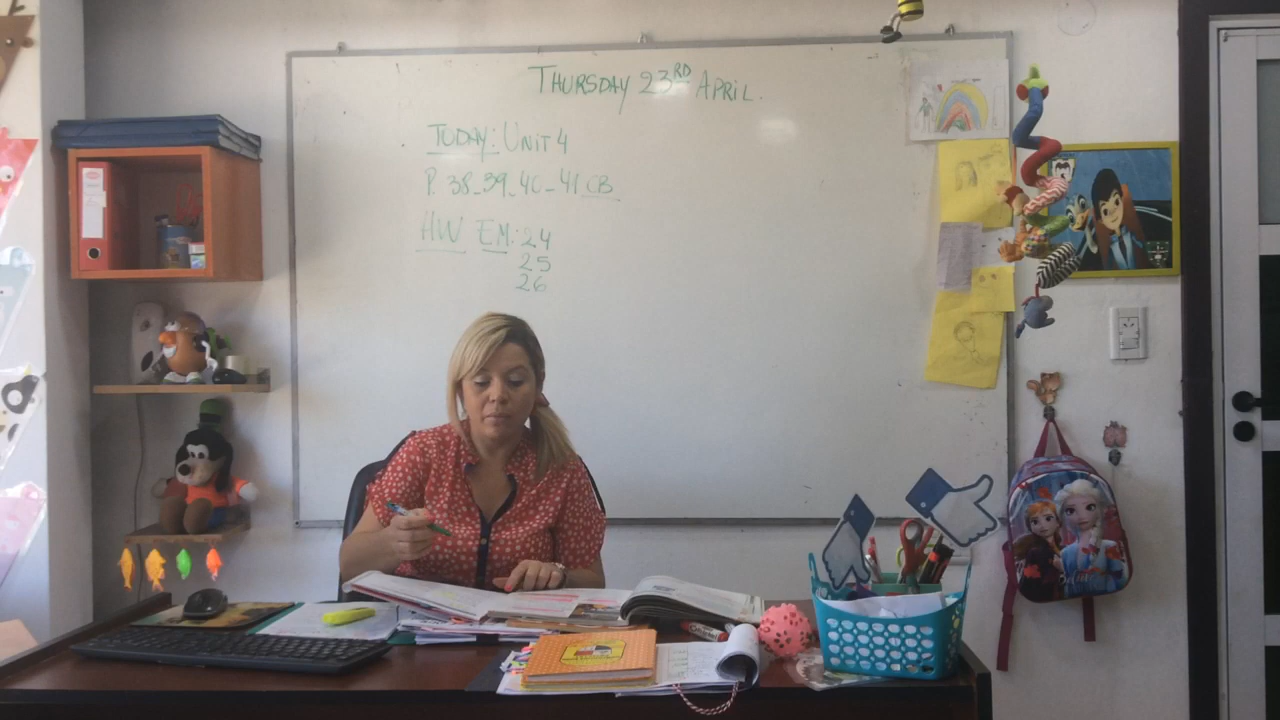 THURSDAY 23RD APRIL.
TODAY: UNIT 4
P. 38_39_40_41 CB
HW EM: 24
25
26